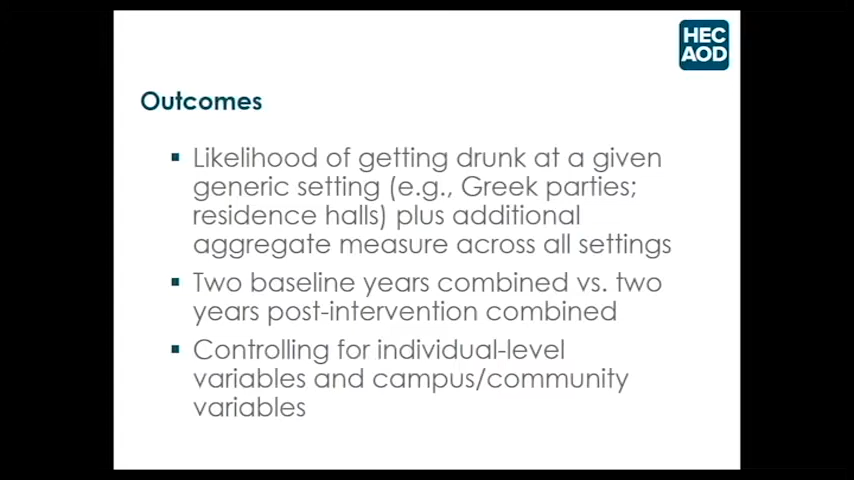 HEC
AOD
Outcomes
▪ Likelihood of getting drunk at a given
generic setting (e.g., Greek parties;
residence halls) plus additional
aggregate measure across all settings
▪ Two baseline years combined vs. two
years post-intervention combined
▪ Controlling for individual-level
variables and campus/community
variables